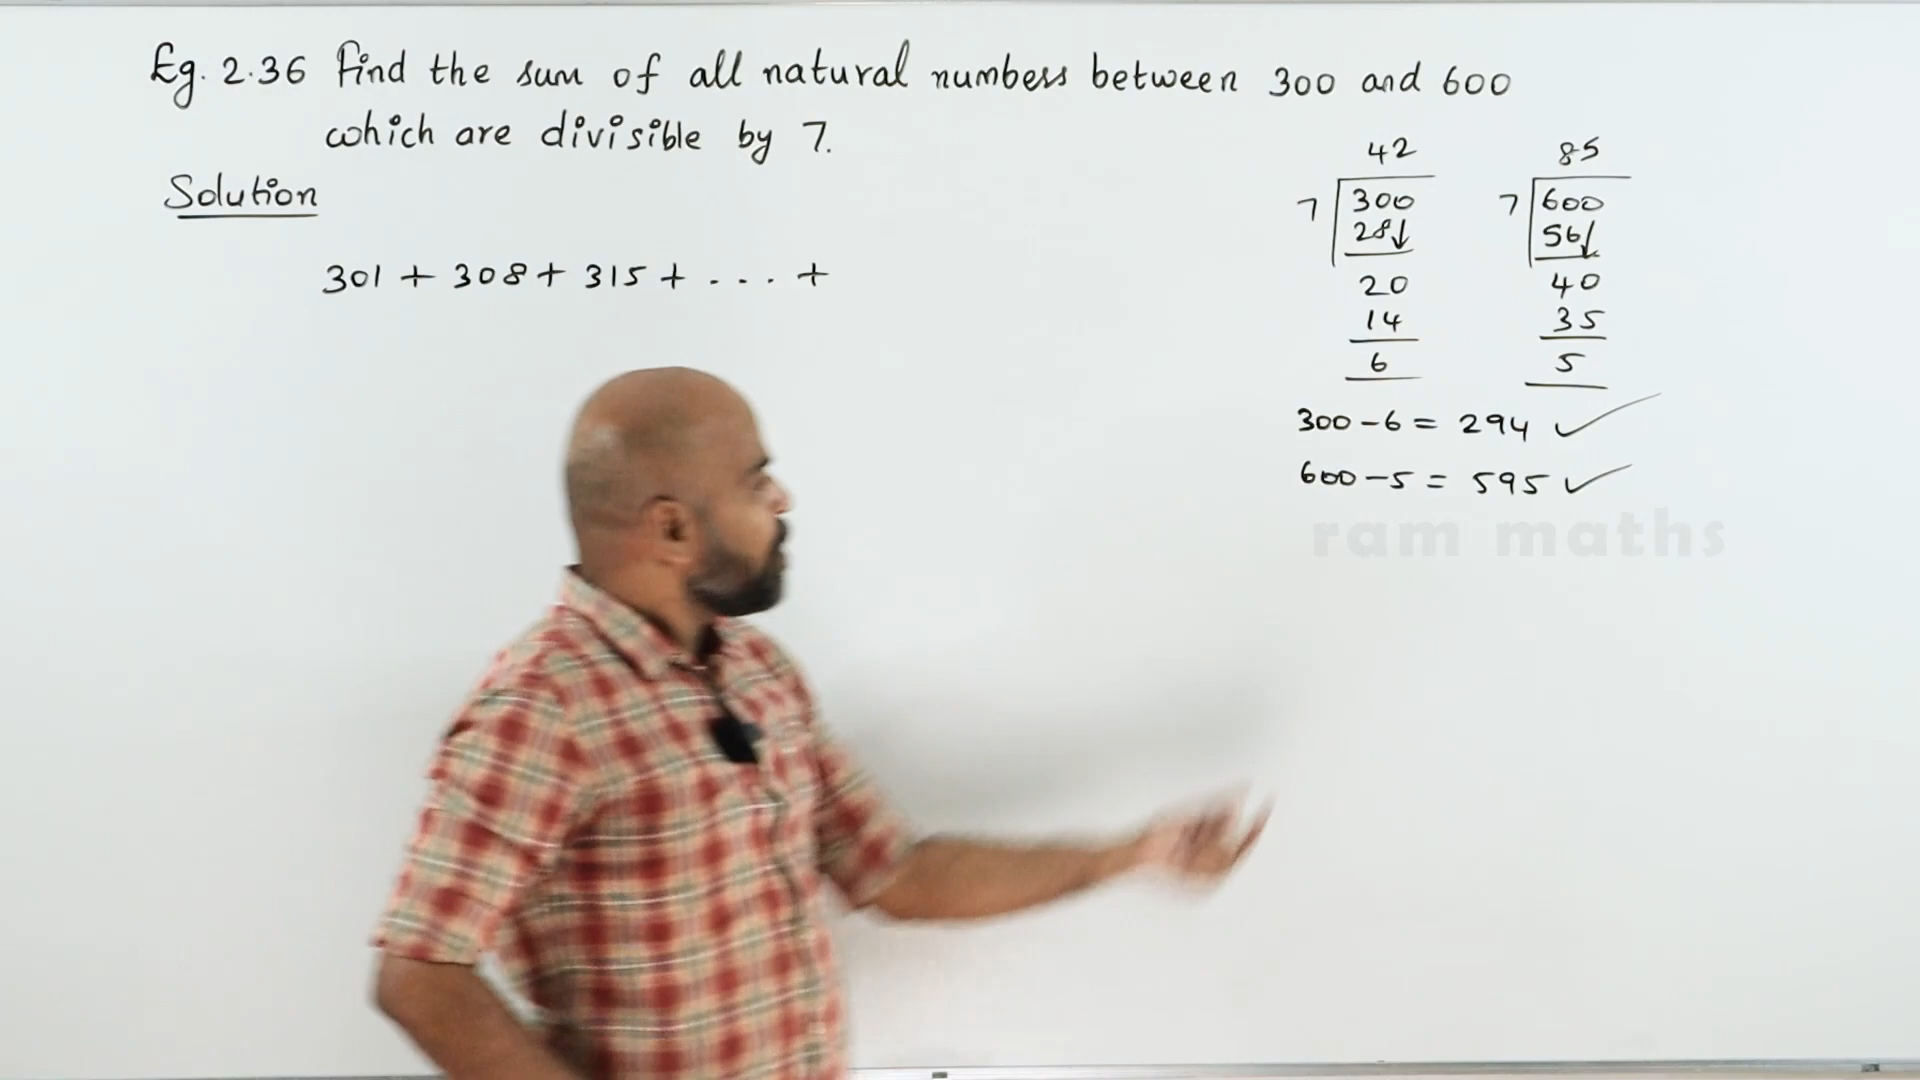 Eg. 2.36 Find the sum of all natural numbers between 300 and 600
which are divisible by 7.
Solution
301 + 308 + 315 + . . . . +
42
7 300
28↓
20
14
6
85
7 600
56↓
40
35
5
300 - 6 = 294 ✓
600 - 5 = 595 ✓
ram maths